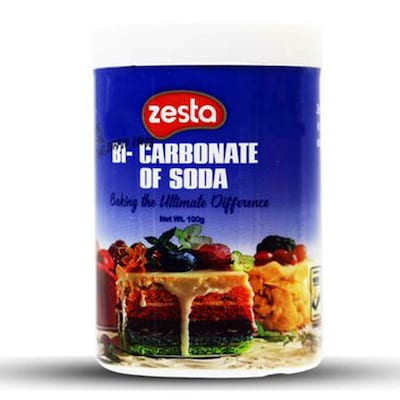 zesta
BI- CARBONATE
OF SODA
Baking the Ultimate Difference
Net Wt. 100g